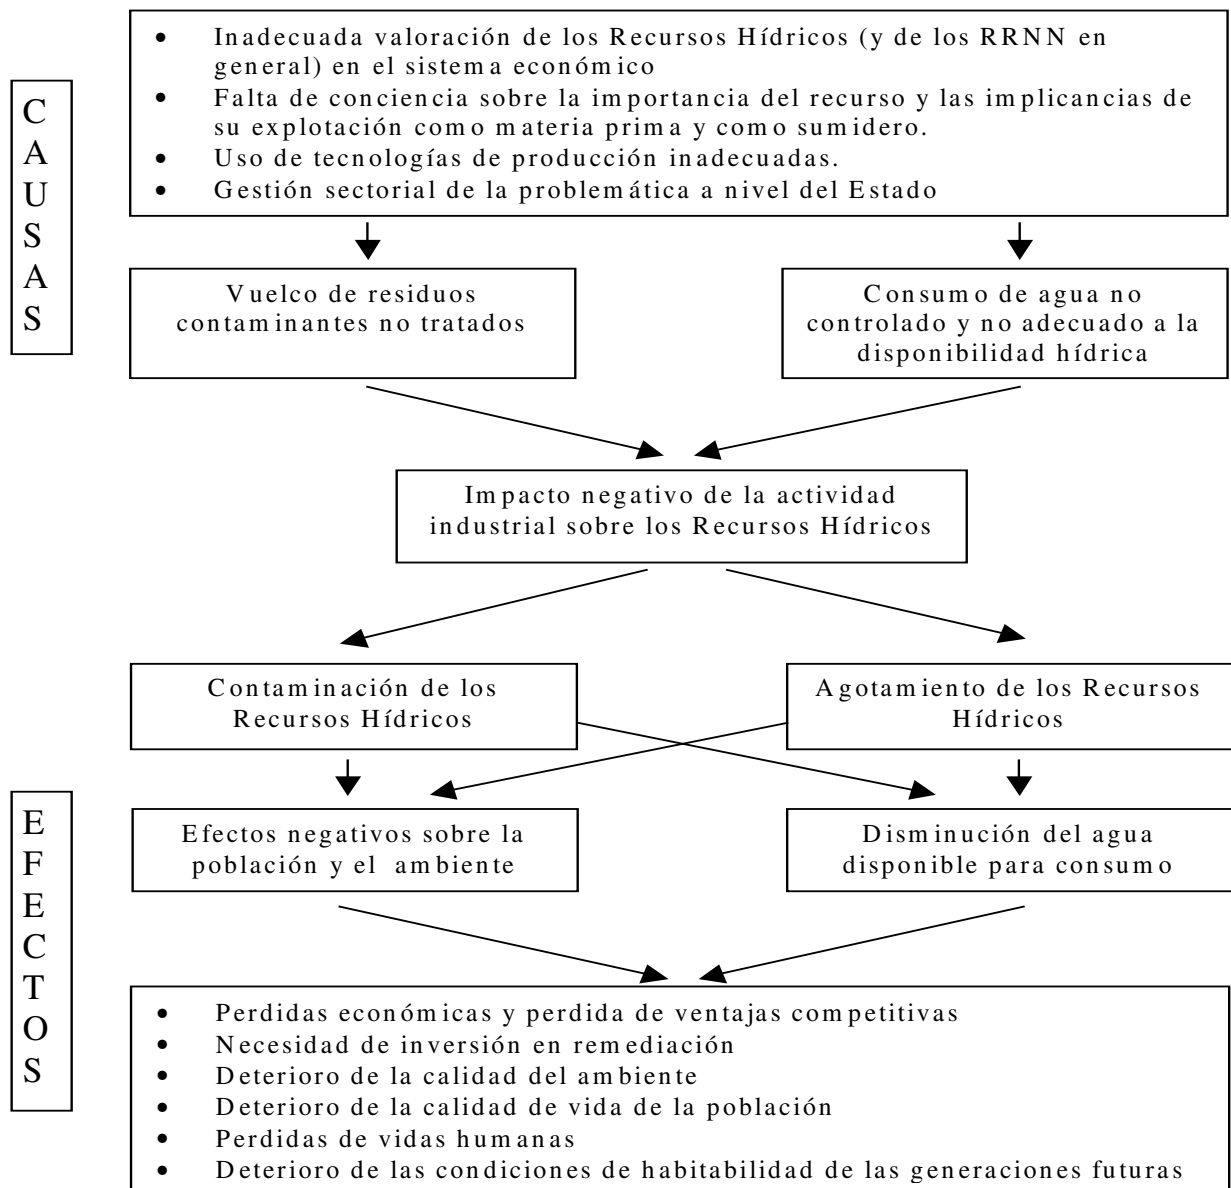 CAUSAS
• Inadecuada valoración de los Recursos Hídricos (y de los RRNN en
general) en el sistema económico
• Falta de conciencia sobre la importancia del recurso y las implicancias de
su explotación como materia prima y como sumidero.
• Uso de tecnologías de producción inadecuadas.
• Gestión sectorial de la problemática a nivel del Estado
Vuelco de residuos
contaminantes no tratados
Consumo de agua no
controlado y no adecuado a la
disponibilidad hídrica
Impacto negativo de la actividad
industrial sobre los Recursos Hídricos
Contaminación de los
Recursos Hídricos
Agotamiento de los Recursos
Hídricos
EFECTOS
Efectos negativos sobre la
población y el ambiente
Disminución del agua
disponible para consumo
• Perdidas económicas y perdida de ventajas competitivas
• Necesidad de inversión en remediación
• Deterioro de la calidad del ambiente
• Deterioro de la calidad de vida de la población
• Perdidas de vidas humanas
• Deterioro de las condiciones de habitabilidad de las generaciones futuras